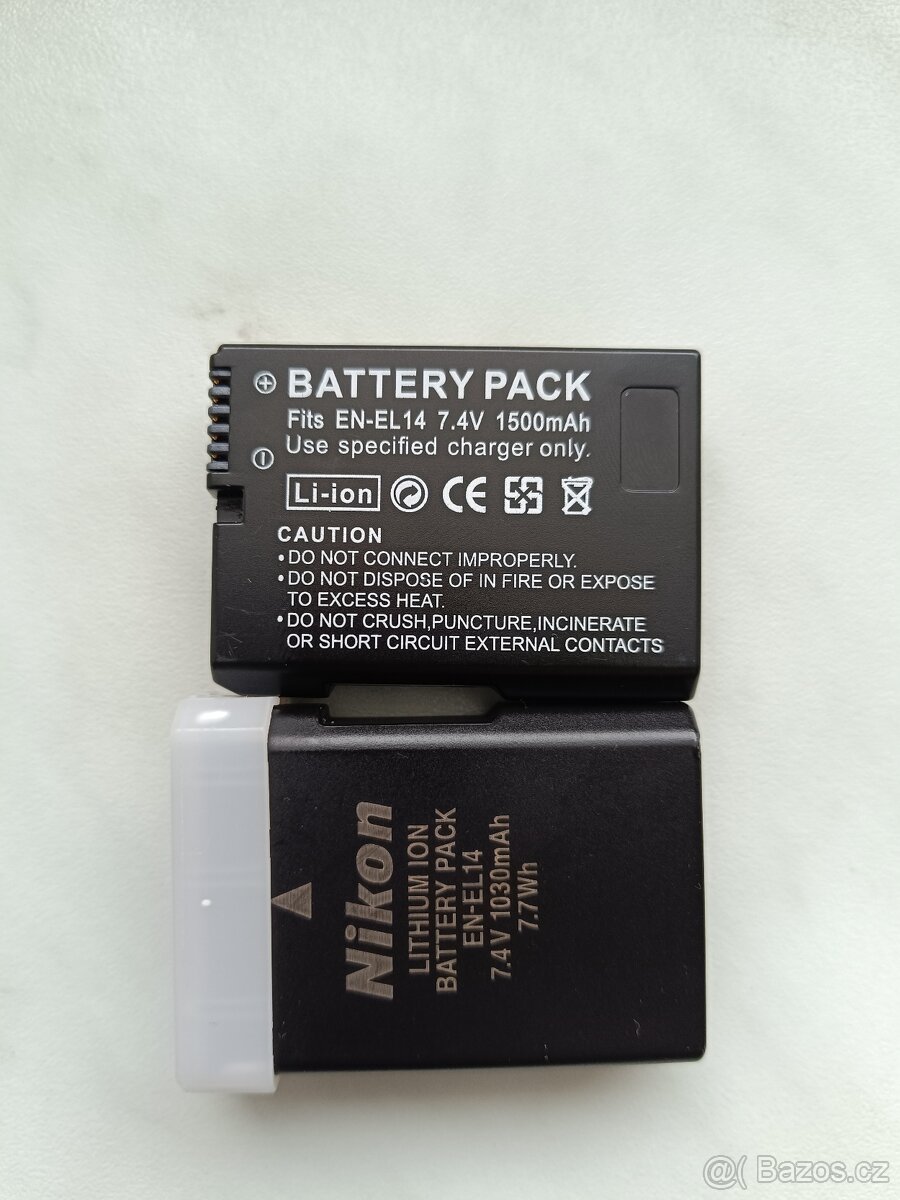 BATTERY PACK
Fits EN-EL14 7.4V 1500mAh
Use specified charger only.
Li-ion CE
CAUTION
•DO NOT CONNECT IMPROPERLY.
•DO NOT DISPOSE OF IN FIRE OR EXPOSE
TO EXCESS HEAT.
•DO NOT CRUSH,PUNCTURE,INCINERATE
OR SHORT CIRCUIT EXTERNAL CONTACTS
Nikon
LITHIUM ION
BATTERY PACK
EN-EL14
7.4V 1030mAh
7.7Wh
@( Bazos.cz